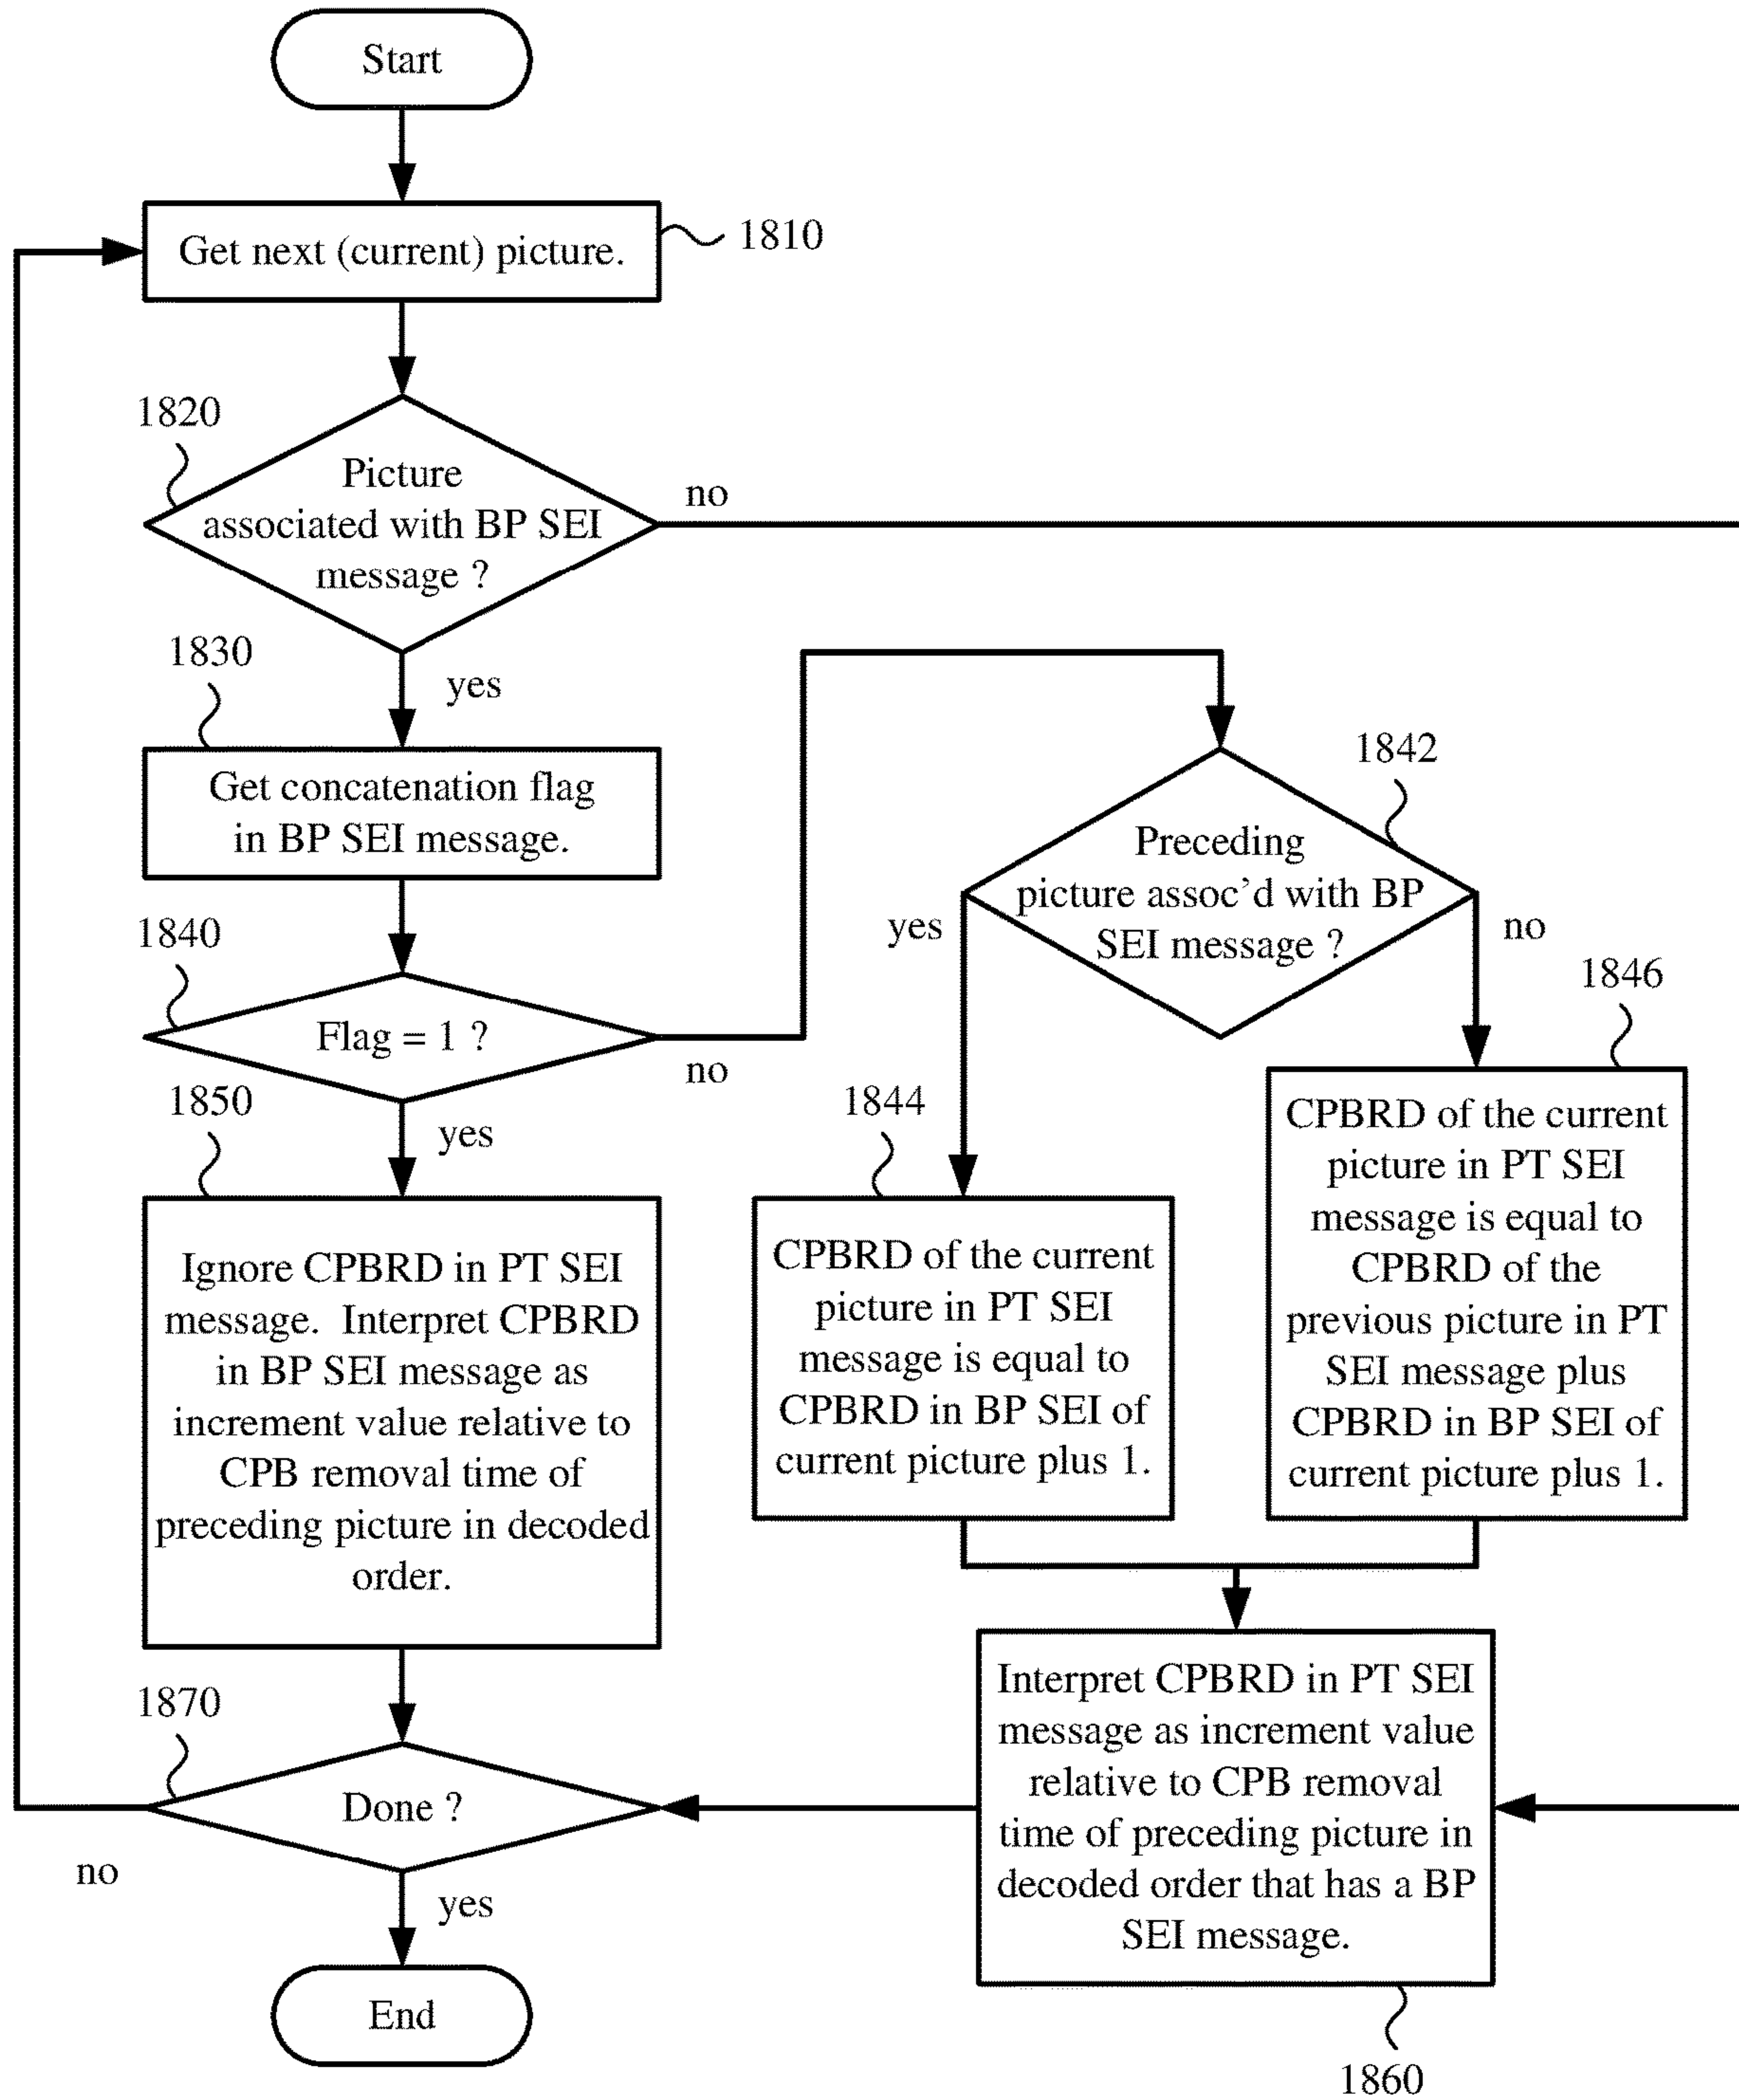 Start
Get next (current) picture.
1810
1820
Picture
associated with BP SEI
message ?
no
yes
1830
Get concatenation flag
in BP SEI message.
1840
Flag = 1 ?
no
yes
1842
Preceding
picture assoc’d with BP
SEI message ?
yes
no
1844
CPBRD of the current
picture in PT SEI
message is equal to
CPBRD in BP SEI of
current picture plus 1.
1846
CPBRD of the current
picture in PT SEI
message is equal to
CPBRD of the
previous picture in PT
SEI message plus
CPBRD in BP SEI of
current picture plus 1.
1850
Ignore CPBRD in PT SEI
message. Interpret CPBRD
in BP SEI message as
increment value relative to
CPB removal time of
preceding picture in decoded
order.
Interpret CPBRD in PT SEI
message as increment value
relative to CPB removal
time of preceding picture in
decoded order that has a BP
SEI message.
1860
1870
Done ?
no
yes
End